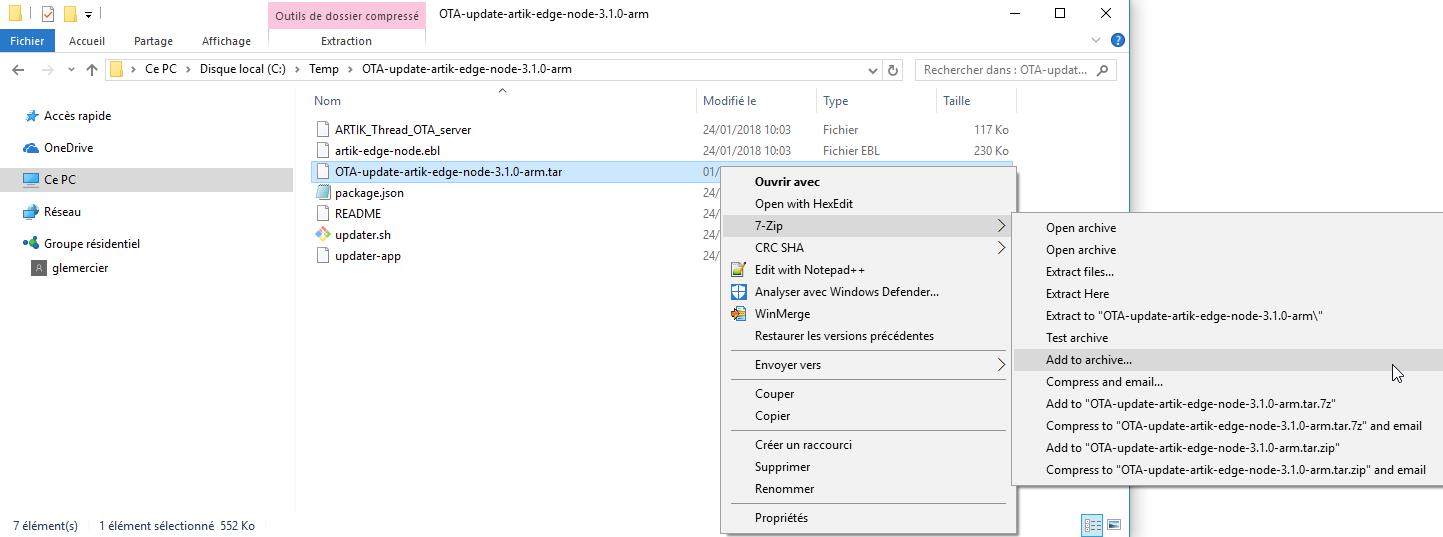 Outils de dossier compressé
OTA-update-artik-edge-node-3.1.0-arm
Fichier Accueil Partage Affichage Extraction
Ce PC Disque local (C:) Temp OTA-update-artik-edge-node-3.1.0-arm
Rechercher dans : OTA-updat...
Accès rapide
OneDrive
Ce PC
Réseau
Groupe résidentiel
glemercier
Nom Modifié le Type Taille
ARTIK_Thread_OTA_server 24/01/2018 10:03 Fichier 117 Ko
artik-edge-node.ebl 24/01/2018 10:03 Fichier EBL 230 Ko
OTA-update-artik-edge-node-3.1.0-arm.tar 01/
package.json 24/
README 24/
updater.sh 24/
updater-app 24/
Ouvrir avec
Open with HexEdit
7-Zip
CRC SHA
Edit with Notepad++
Analyser avec Windows Defender...
WinMerge
Restaurer les versions précédentes
Envoyer vers
Couper
Copier
Créer un raccourci
Supprimer
Renommer
Propriétés
Open archive
Open archive
Extract files...
Extract Here
Extract to "OTA-update-artik-edge-node-3.1.0-arm\"
Test archive
Add to archive...
Compress and email...
Add to "OTA-update-artik-edge-node-3.1.0-arm.tar.7z"
Compress to "OTA-update-artik-edge-node-3.1.0-arm.tar.7z" and email
Add to "OTA-update-artik-edge-node-3.1.0-arm.tar.zip"
Compress to "OTA-update-artik-edge-node-3.1.0-arm.tar.zip" and email
7 élément(s) 1 élément sélectionné 552 Ko